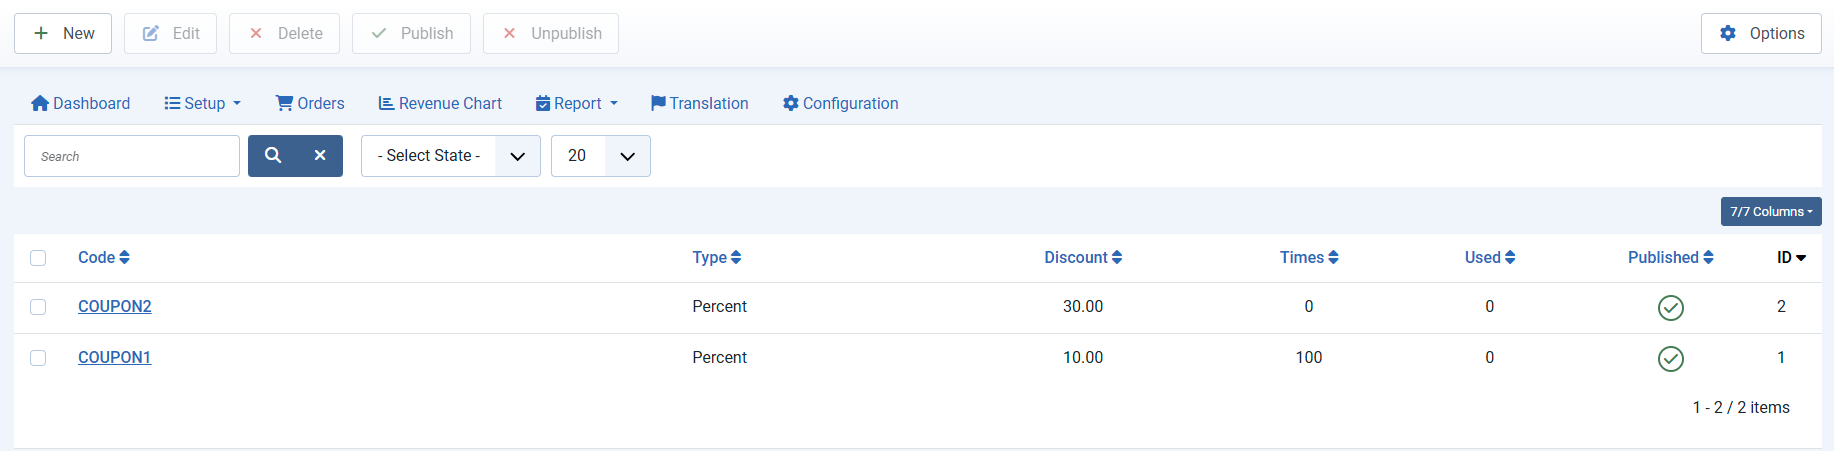 New Edit Delete Publish Unpublish Options
Dashboard Setup Orders Revenue Chart Report Translation Configuration
Search - Select State - 20
7/7 Columns
Code Type Discount Times Used Published ID
COUPON2 Percent 30.00 0 0 2
COUPON1 Percent 10.00 100 0 1
1 - 2 / 2 items